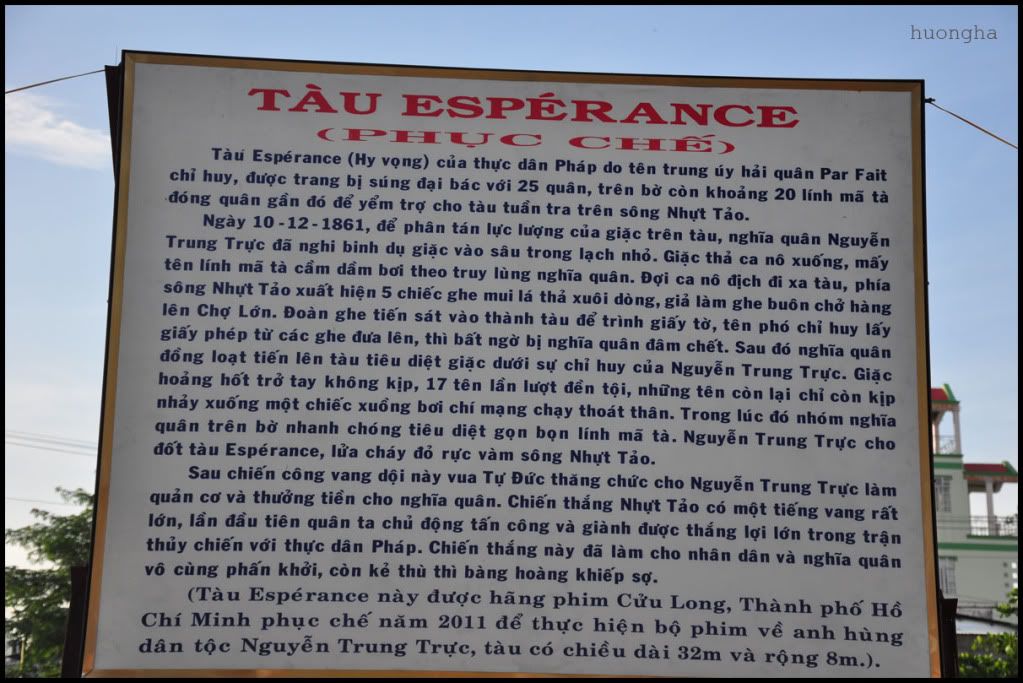 huongha
TÀU ESPÉRANCE
(PHỤC CHẾ)
Tàu Espérance (Hy vọng) của thực dân Pháp do tên trung úy hải quân Par Fait
chỉ huy, được trang bị súng đại bác với 25 quân, trên bờ còn khoảng 20 lính mã tà
đóng quân gần đó để yểm trợ cho tàu tuần tra trên sông Nhựt Tảo.
Ngày 10-12-1861, để phân tán lực lượng của giặc trên tàu, nghĩa quân Nguyễn
Trung Trực đã nghi binh dụ giặc vào sâu trong lạch nhỏ. Giặc thả ca nô xuống, mấy
tên lính mã tà cầm dầm bơi theo truy lùng nghĩa quân. Đợi ca nô địch đi xa tàu, phía
sông Nhựt Tảo xuất hiện 5 chiếc ghe mui lá thả xuôi dòng, giả làm ghe buôn chở hàng
lên Chợ Lớn. Đoàn ghe tiến sát vào thành tàu để trình giấy tờ, tên phó chỉ huy lấy
giấy phép từ các ghe đưa lên, thì bất ngờ bị nghĩa quân đâm chết. Sau đó nghĩa quân
đồng loạt tiến lên tàu tiêu diệt giặc dưới sự chỉ huy của Nguyễn Trung Trực. Giặc
hoảng hốt trở tay không kịp, 17 tên lần lượt đền tội, những tên còn lại chỉ còn kịp
nhảy xuống một chiếc xuồng bơi chí mạng chạy thoát thân. Trong lúc đó nhóm nghĩa
quân trên bờ nhanh chóng tiêu diệt gọn bọn lính mã tà. Nguyễn Trung Trực cho
đốt tàu Espérance, lửa cháy đỏ rực vàm sông Nhựt Tảo.
Sau chiến công vang dội này vua Tự Đức thăng chức cho Nguyễn Trung Trực làm
quản cơ và thưởng tiền cho nghĩa quân. Chiến thắng Nhựt Tảo có một tiếng vang rất
lớn, lần đầu tiên quân ta chủ động tấn công và giành được thắng lợi lớn trong trận
thủy chiến với thực dân Pháp. Chiến thắng này đã làm cho nhân dân và nghĩa quân
vô cùng phấn khởi, còn kẻ thù thì bàng hoàng khiếp sợ.
(Tàu Espérance này được hãng phim Cửu Long, Thành phố Hồ
Chí Minh phục chế năm 2011 để thực hiện bộ phim về anh hùng
dân tộc Nguyễn Trung Trực, tàu có chiều dài 32m và rộng 8m.).